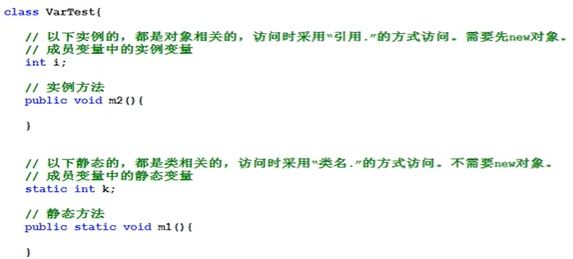 class VarTest{
// 以下实例的，都是对象相关的，访问时采用“引用.”的方式访问。需要先new对象。
// 成员变量中的实例变量
int i;
// 实例方法
public void m2(){
}
// 以下静态的，都是类相关的，访问时采用“类名.”的方式访问。不需要new对象。
// 成员变量中的静态变量
static int k;
// 静态方法
public static void m1(){
}